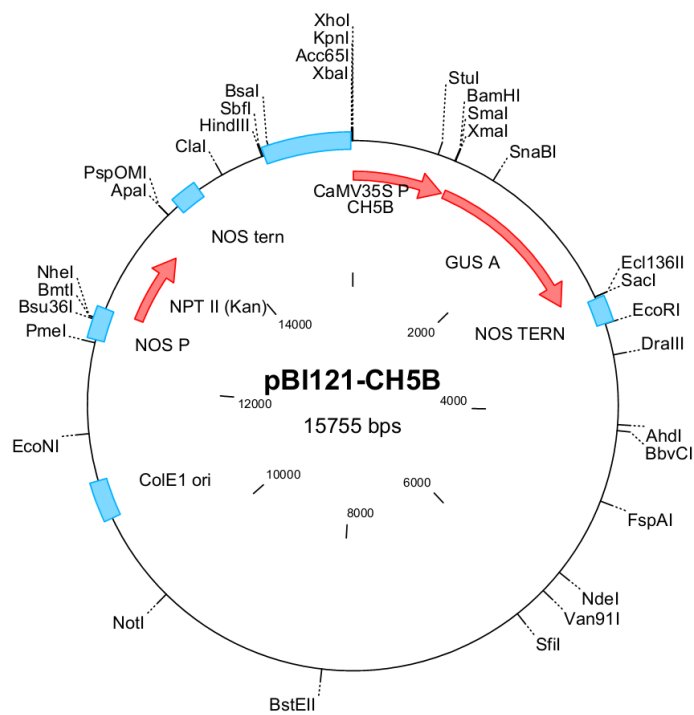 XhoI
KpnI
Acc65I
XbaI
BsaI
SbfI
HindIII
ClaI
PspOMI
ApaI
StuI
BamHI
SmaI
XmaI
SnaBI
CaMV35S P
CH5B
NOS tern
GUS A
Ecl136II
SacI
EcoRI
DraIII
NheI
BmtI
Bsu36I
PmeI
NPT II (Kan)
NOS P
14000
2000
NOS TERN
pBI121-CH5B
15755 bps
12000
4000
EcoNI
AhdI
BbvCI
ColE1 ori
10000
6000
8000
FspAI
NdeI
Van91I
SfiI
NotI
BstEII